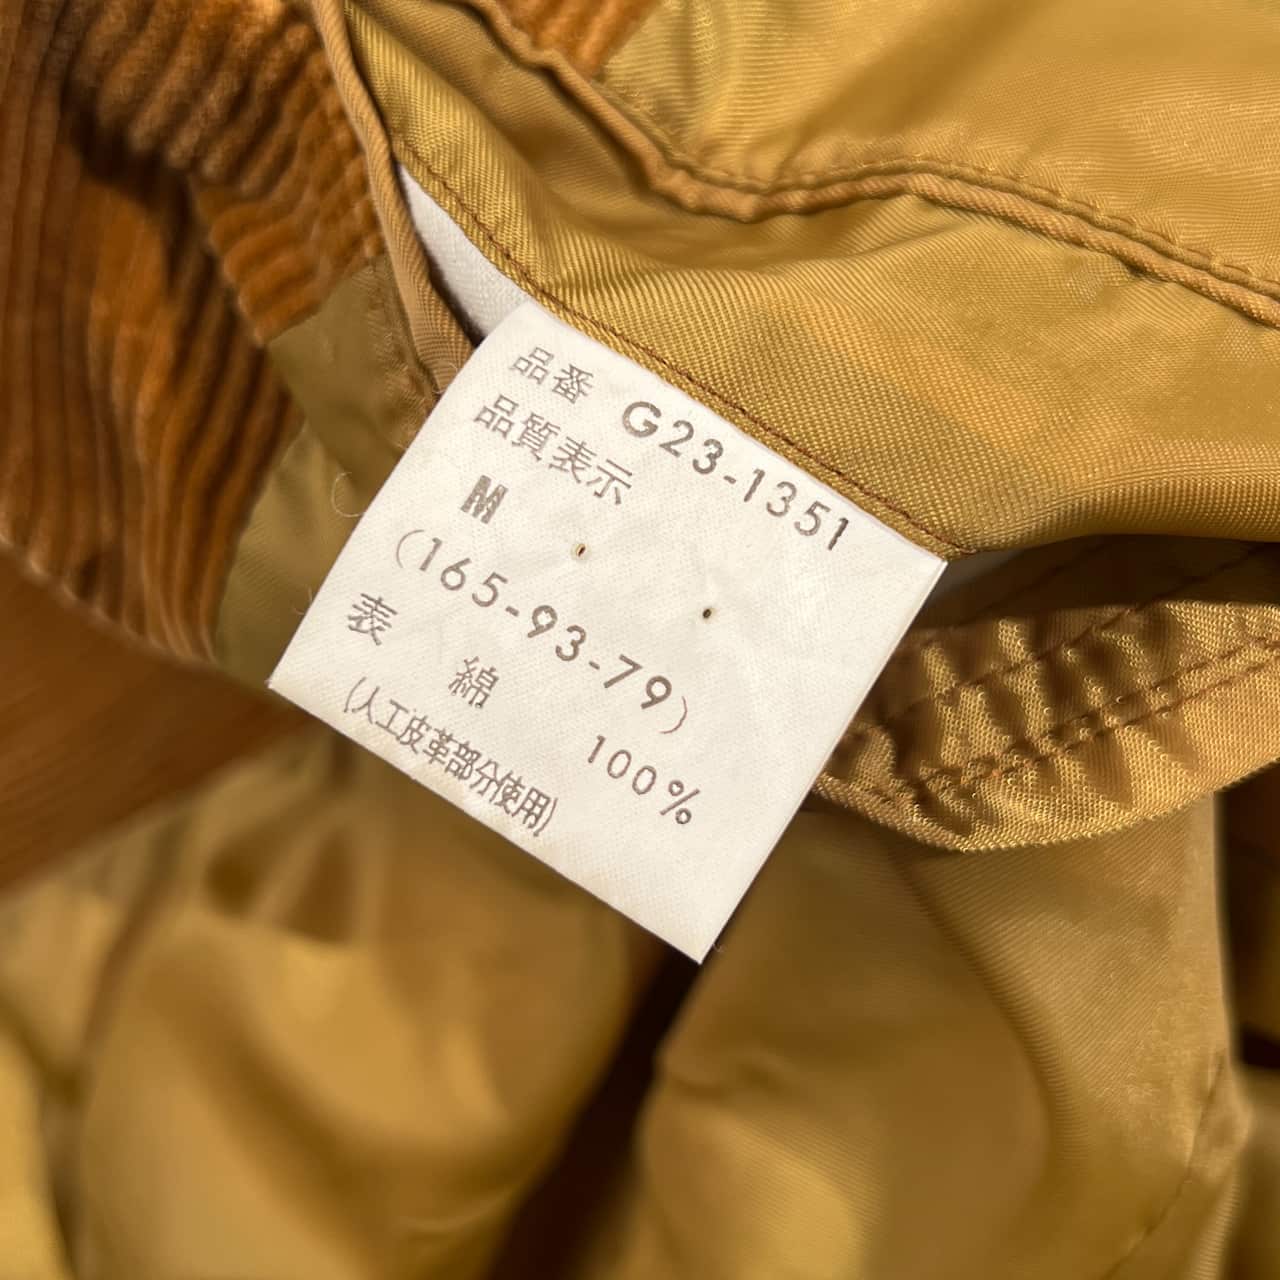 品番 G23-1351
品質表示
M
(165-93-79)
表 綿 100%
(人工皮革部分使用)